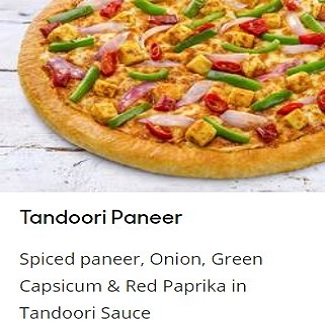 Tandoori Paneer
Spiced paneer, Onion, Green
Capsicum & Red Paprika in
Tandoori Sauce